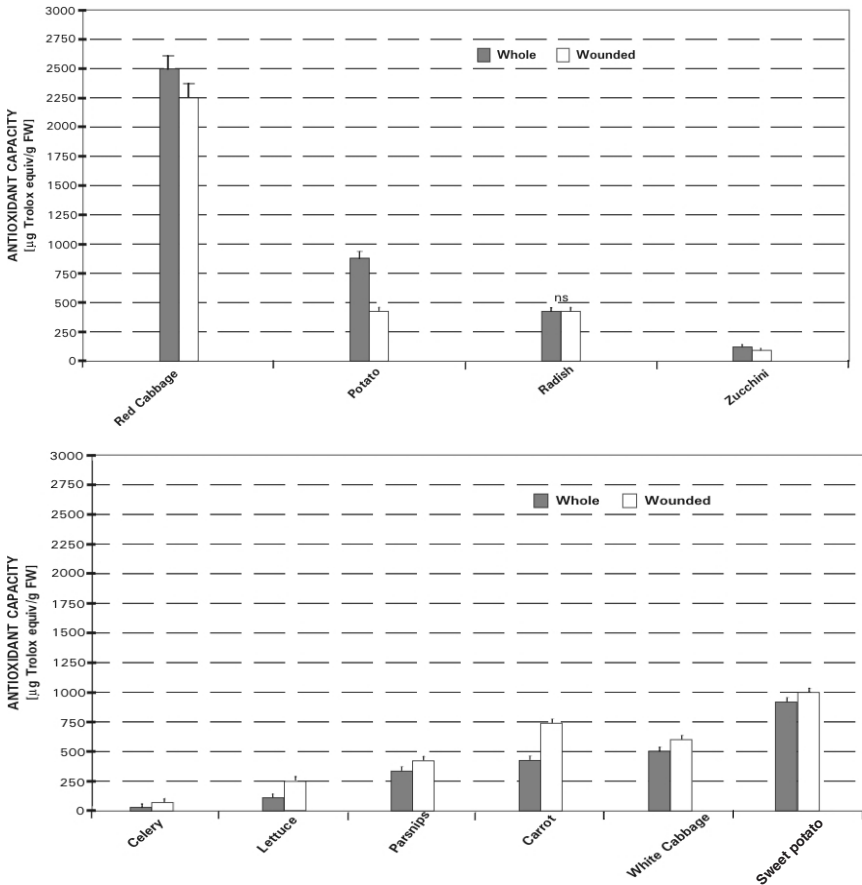 3000
2750
2500
2250
2000
1750
1500
1250
1000
750
500
250
0
ANTIOXIDANT CAPACITY
[µg Trolox equiv/g FW]
Whole Wounded
ns
Red Cabbage Potato Radish Zucchini
3000
2750
2500
2250
2000
1750
1500
1250
1000
750
500
250
0
ANTIOXIDANT CAPACITY
[µg Trolox equiv/g FW]
Whole Wounded
Celery Lettuce Parsnips Carrot White Cabbage Sweet potato